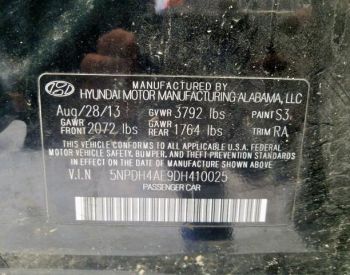 MANUFACTURED BY
HYUNDAI MOTOR MANUFACTURING ALABAMA, LLC
Aug/28/13 GVWR 3792 lbs PAINT S3
GAWR FRONT 2072 lbs GAWR REAR 1764 lbs TRIM RA
THIS VEHICLE CONFORMS TO ALL APPLICABLE U.S. FEDERAL MOTOR
VEHICLE SAFETY, BUMPER, AND THEFT PREVENTION STANDARDS
IN EFFECT ON THE DATE OF MANUFACTURE SHOWN ABOVE.
V.I.N 5NPDH4AE9DH410025
PASSENGER CAR